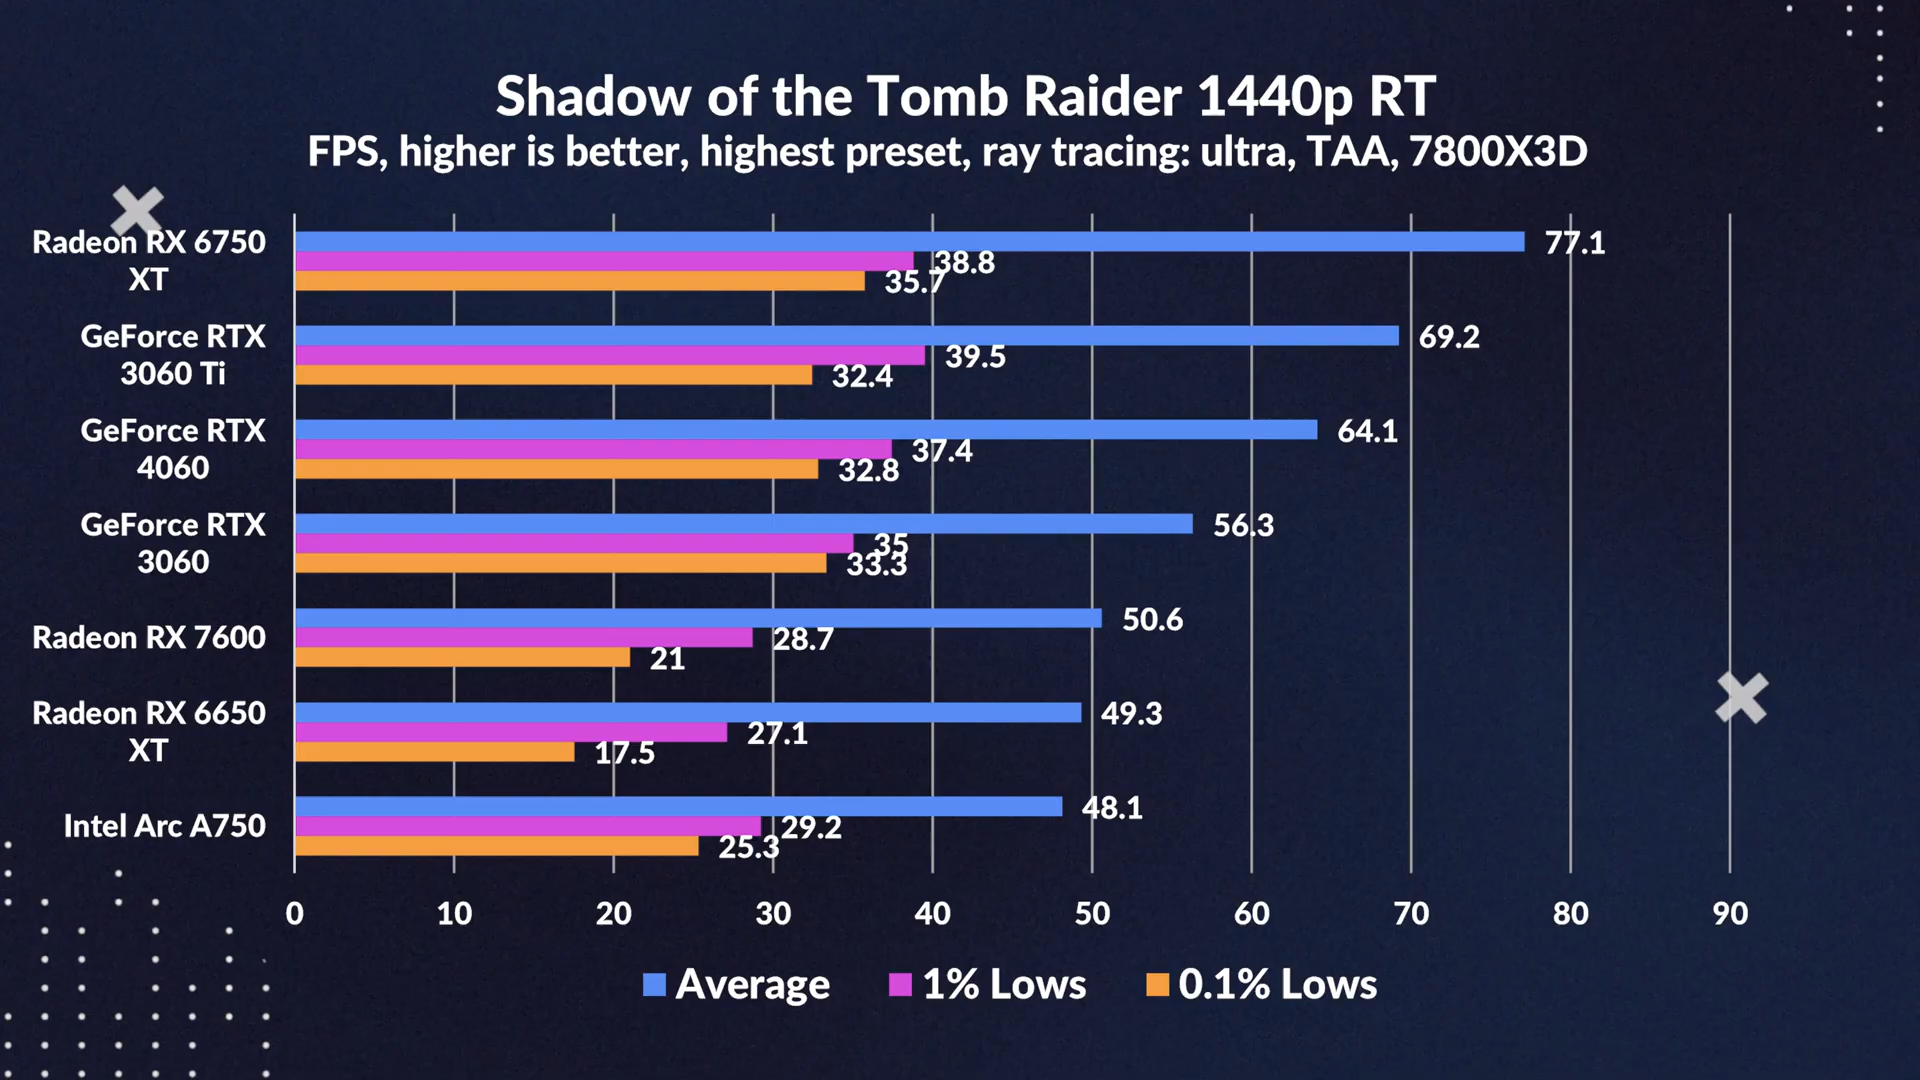 Shadow of the Tomb Raider 1440p RT
FPS, higher is better, highest preset, ray tracing: ultra, TAA, 7800X3D
Radeon RX 6750
XT
77.1
38.8
35.7
GeForce RTX
3060 Ti
69.2
39.5
32.4
GeForce RTX
4060
64.1
37.4
32.8
GeForce RTX
3060
56.3
35
33.3
Radeon RX 7600
50.6
28.7
21
Radeon RX 6650
XT
49.3
27.1
17.5
Intel Arc A750
48.1
29.2
25.3
0 10 20 30 40 50 60 70 80 90
Average 1% Lows 0.1% Lows